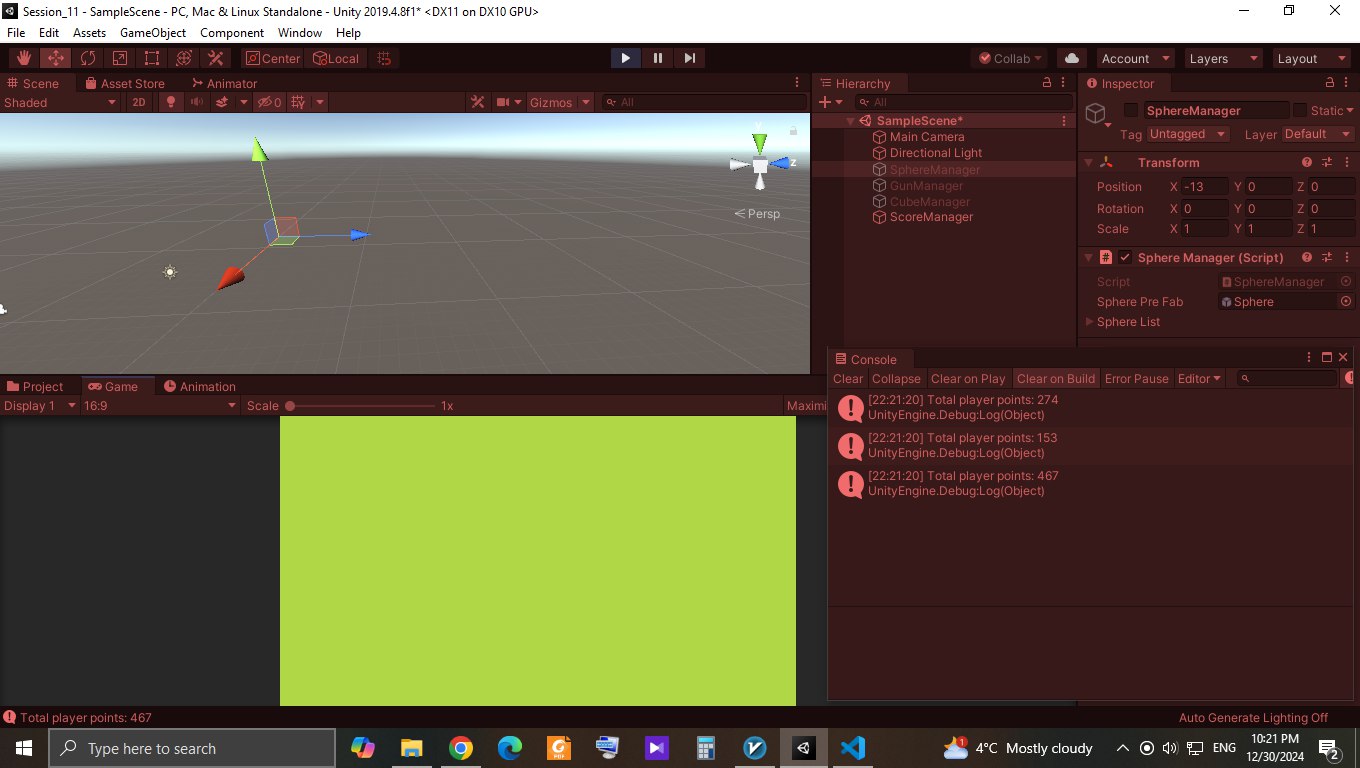 Session_11 - SampleScene - PC, Mac & Linux Standalone - Unity 2019.4.8f1* <DX11 on DX10 GPU>
File Edit Assets GameObject Component Window Help
Center Local Collab Account Layers Layout
Scene Asset Store Animator
Shaded 2D 0 Gizmos All
z
Persp
Hierarchy
All
SampleScene*
Main Camera
Directional Light
SphereManager
GunManager
CubeManager
ScoreManager
Inspector
SphereManager Static
Tag Untagged Layer Default
Transform
Position X -13 Y 0 Z 0
Rotation X 0 Y 0 Z 0
Scale X 1 Y 1 Z 1
# Sphere Manager (Script)
Script SphereManager
Sphere Pre Fab Sphere
Sphere List
Project Game Animation
Display 1 16:9 Scale 1x Maximi
Console
Clear Collapse Clear on Play Clear on Build Error Pause Editor
[22:21:20] Total player points: 274
UnityEngine.Debug:Log(Object)
[22:21:20] Total player points: 153
UnityEngine.Debug:Log(Object)
[22:21:20] Total player points: 467
UnityEngine.Debug:Log(Object)
Total player points: 467
Auto Generate Lighting Off
Type here to search
1
4°C Mostly cloudy
ENG
10:21 PM
12/30/2024
2